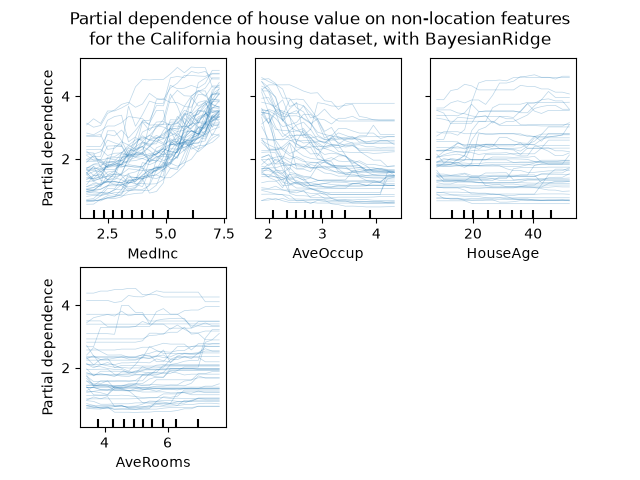 Partial dependence of house value on non-location features
for the California housing dataset, with BayesianRidge
Partial dependence
4
2
2.5 5.0 7.5
MedInc
2 3 4
AveOccup
20 40
HouseAge
Partial dependence
4
2
4 6
AveRooms